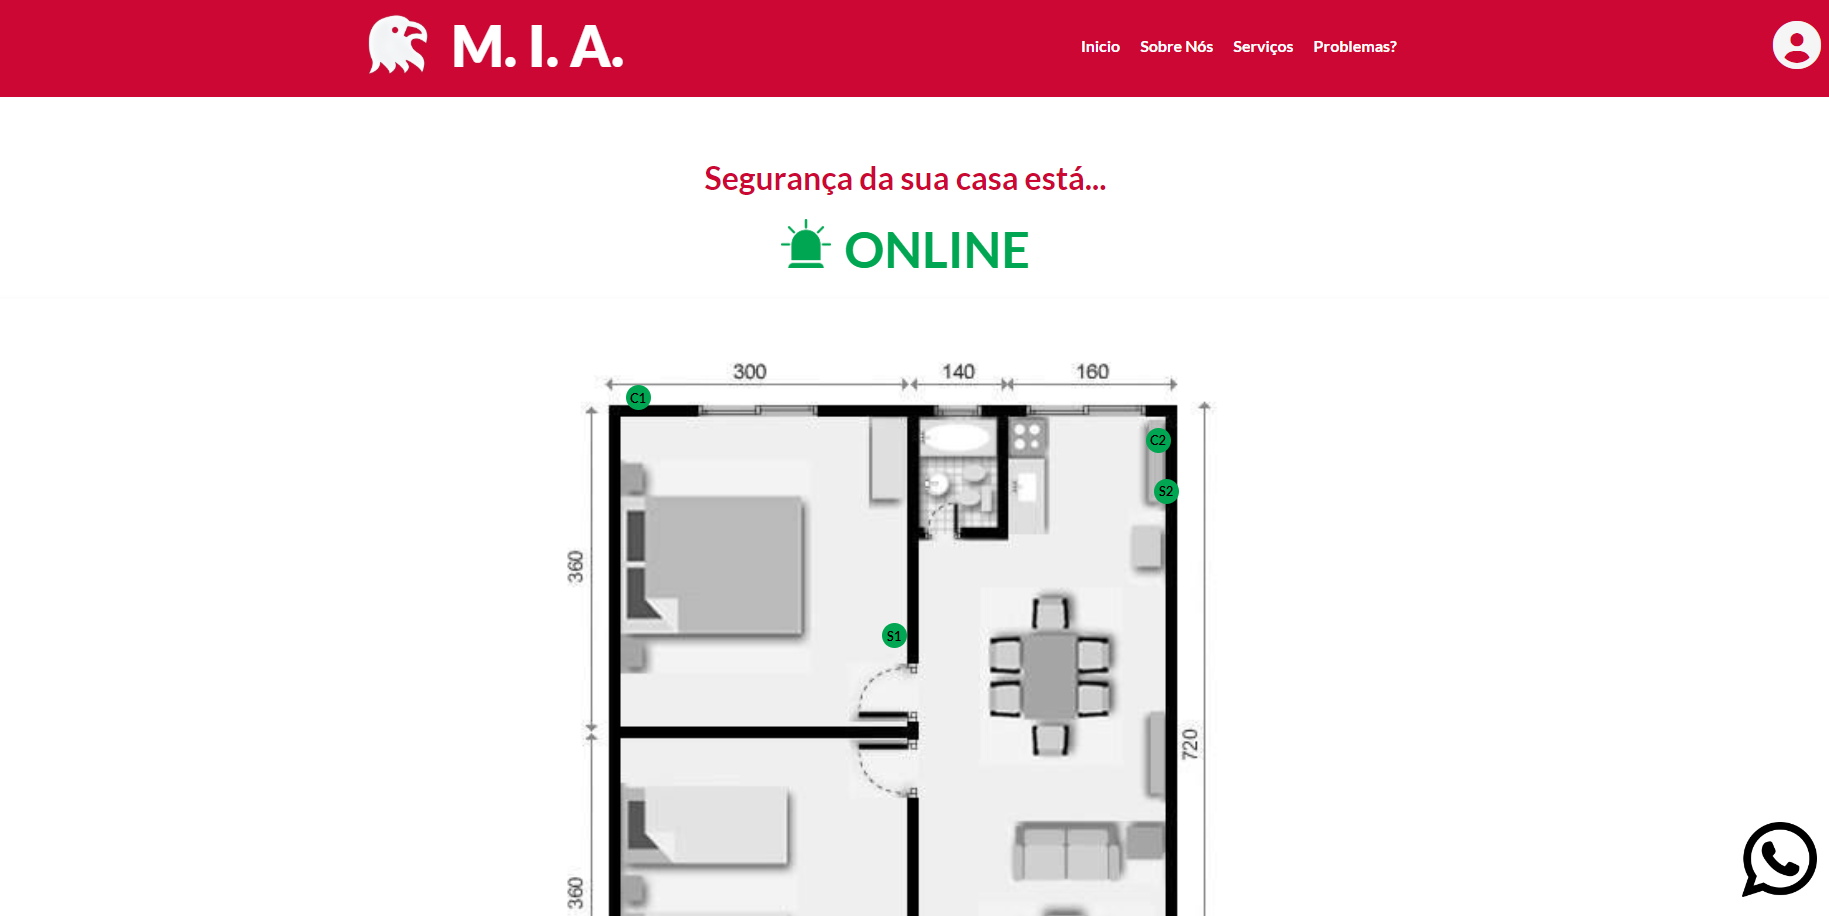 M. I. A.
Inicio Sobre Nós Serviços Problemas?
Segurança da sua casa está...
ONLINE
300 140 160
C1
C2
S2
360
S1
720
360